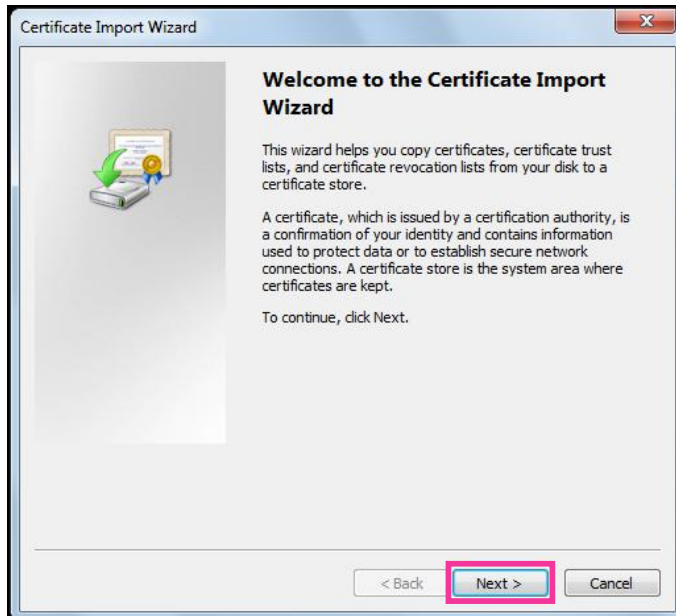 Certificate Import Wizard
Welcome to the Certificate Import
Wizard
This wizard helps you copy certificates, certificate trust
lists, and certificate revocation lists from your disk to a
certificate store.
A certificate, which is issued by a certification authority, is
a confirmation of your identity and contains information
used to protect data or to establish secure network
connections. A certificate store is the system area where
certificates are kept.
To continue, click Next.
< Back Next > Cancel